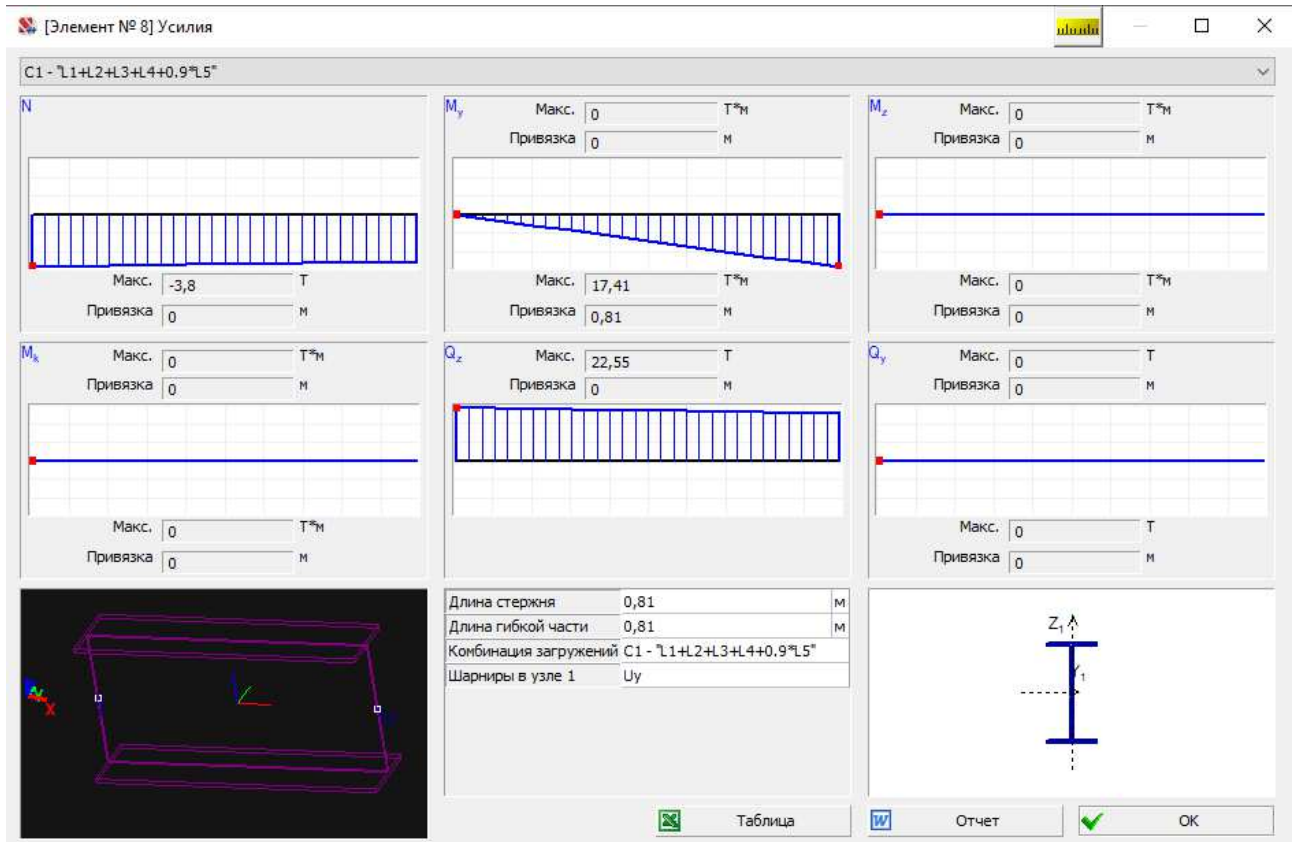 [Элемент № 8] Усилия
C1 - "L1+L2+L3+L4+0.9*L5"
N
Макс. -3,8 Т
Привязка 0 м
My
Макс. 0 Т*м
Привязка 0 м
Макс. 17,41 Т*м
Привязка 0,81 м
Mz
Макс. 0 Т*м
Привязка 0 м
Макс. 0 Т*м
Привязка 0 м
Mk
Макс. 0 Т*м
Привязка 0 м
Макс. 0 Т*м
Привязка 0 м
Qz
Макс. 22,55 Т
Привязка 0 м
Qy
Макс. 0 Т
Привязка 0 м
Макс. 0 Т
Привязка 0 м
X
Длина стержня 0,81 м
Длина гибкой части 0,81 м
Комбинация загружений C1 - "L1+L2+L3+L4+0.9*L5"
Шарниры в узле 1 Uy
Z1
Y1
Таблица
Отчет
OK